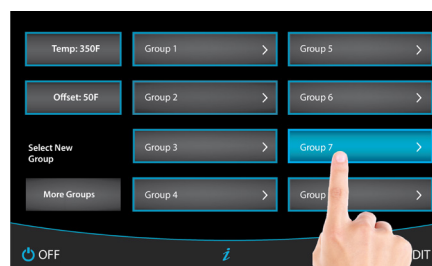 Temp: 350F
Group 1
Group 5
Offset: 50F
Group 2
Group 6
Select New
Group
Group 3
Group 7
More Groups
Group 4
Group
OFF
i
DIT